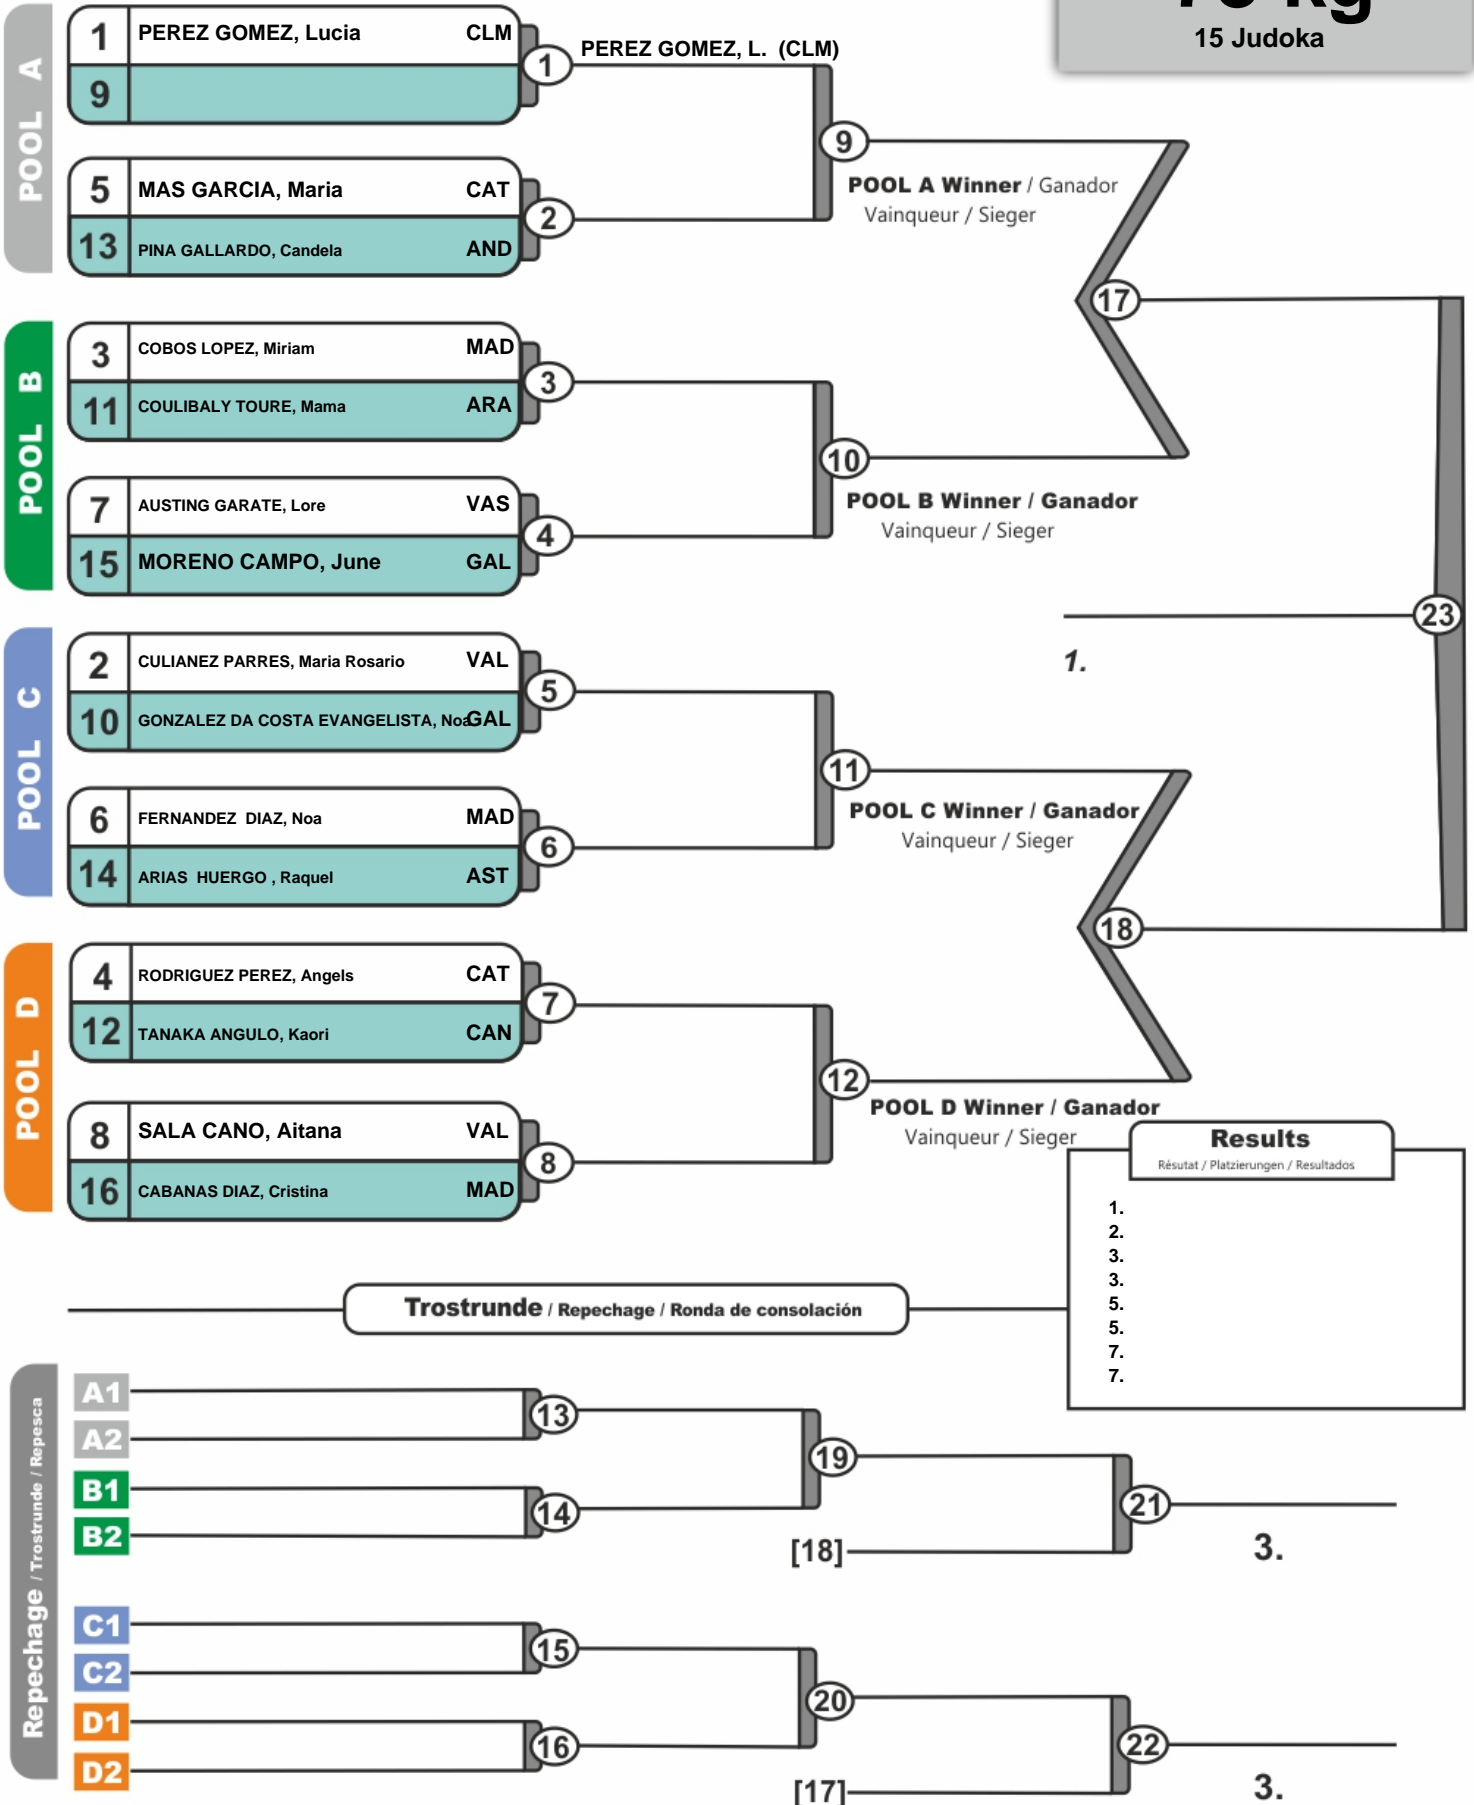 kg
15 Judoka
POOL A
1 PEREZ GOMEZ, Lucia CLM
9
1
PEREZ GOMEZ, L. (CLM)
5 MAS GARCIA, Maria CAT
13 PINA GALLARDO, Candela AND
2
9
POOL A Winner / Ganador
Vainqueur / Sieger
17
POOL B
3 COBOS LOPEZ, Miriam MAD
11 COULIBALY TOURE, Mama ARA
3
7 AUSTING GARATE, Lore VAS
15 MORENO CAMPO, June GAL
4
10
POOL B Winner / Ganador
Vainqueur / Sieger
23
1.
POOL C
2 CULIANEZ PARRES, Maria Rosario VAL
10 GONZALEZ DA COSTA EVANGELISTA, Noa GAL
5
6 FERNANDEZ DIAZ, Noa MAD
14 ARIAS HUERGO , Raquel AST
6
11
POOL C Winner / Ganador
Vainqueur / Sieger
18
POOL D
4 RODRIGUEZ PEREZ, Angels CAT
12 TANAKA ANGULO, Kaori CAN
7
8 SALA CANO, Aitana VAL
16 CABANAS DIAZ, Cristina MAD
8
12
POOL D Winner / Ganador
Vainqueur / Sieger
Results
Résutat / Platzierungen / Resultados
1.
2.
3.
3.
5.
5.
7.
7.
Trostrunde / Repechage / Ronda de consolación
Repechage / Trostrunde / Repesca
A1
A2
13
B1
B2
14
19
[18]
21
3.
C1
C2
15
D1
D2
16
20
[17]
22
3.